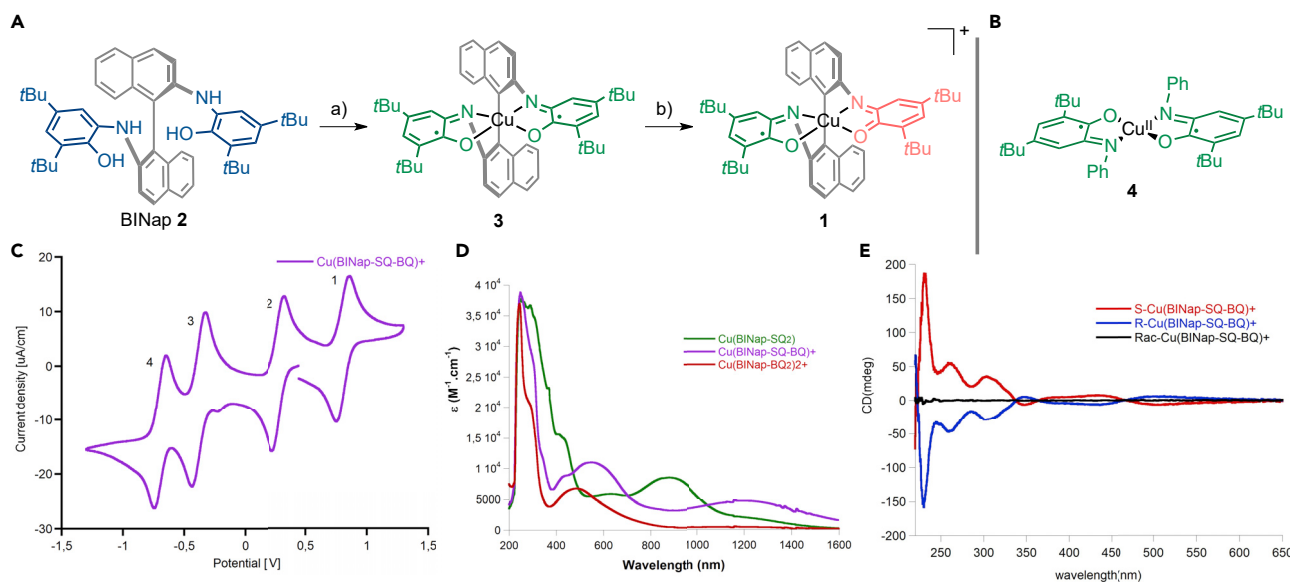 A
tBu
NH
tBu
HO
NH
tBu
OH
tBu
BINap 2
a)
tBu
N
N
tBu
Cu
O
O
tBu
tBu
3
b)
+
tBu
N
N
tBu
Cu
O
O
tBu
tBu
1
B
Ph
tBu
O
N
tBu
CuII
N
O
tBu
tBu
Ph
4
C
Cu(BINap-SQ-BQ)+
1
2
3
4
Current density [uA/cm]
20
10
0
-10
-20
-30
-1,5
-1
-0,5
0
0,5
1
1,5
Potential [V]
D
Cu(BINap-SQ2)
Cu(BINap-SQ-BQ)+
Cu(BINap-BQ2)2+
ε (M-1.cm-1)
4 10⁴
4 10⁴
3 10⁴
2 10⁴
2 10⁴
2 10⁴
1 10⁴
5000
0
200
400
600
800
1000
1200
1400
1600
Wavelength (nm)
E
S-Cu(BINap-SQ-BQ)+
R-Cu(BINap-SQ-BQ)+
Rac-Cu(BINap-SQ-BQ)+
CD(mdeg)
200
150
100
50
0
-50
-100
-150
-200
250
300
350
400
450
500
550
600
650
wavelength(nm)